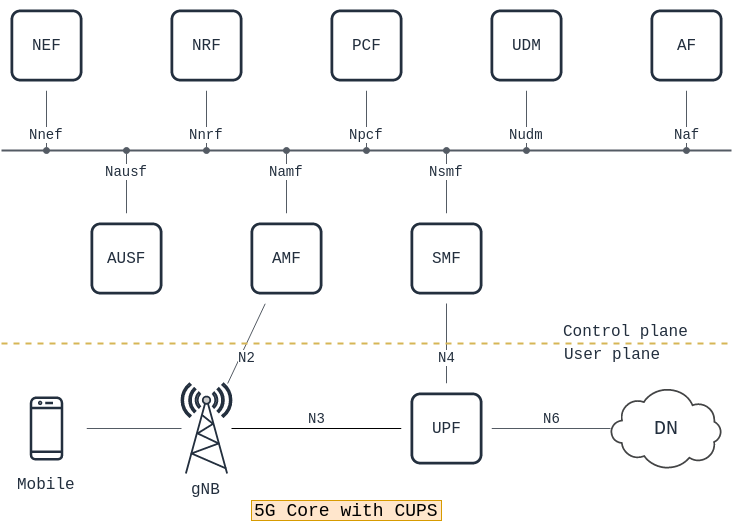 NEF
NRF
PCF
UDM
AF
Nnef
Nnrf
Npcf
Nudm
Naf
Nausf
Namf
Nsmf
AUSF
AMF
SMF
Control plane
User plane
N2
N4
N3
N6
UPF
DN
Mobile
gNB
5G Core with CUPS